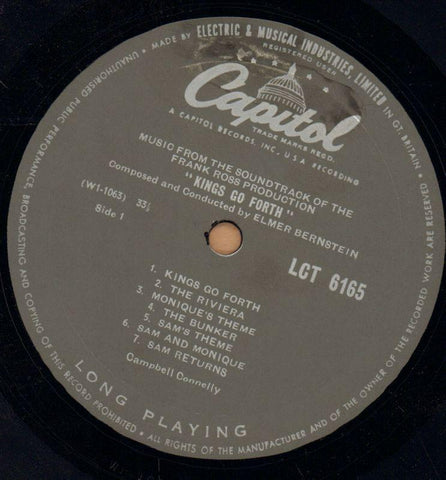 MADE BY ELECTRIC & MUSICAL INDUSTRIES, LIMITED IN GT. BRITAIN •
REGISTERED USER
Capitol
TRADE MARKS REGD.
A CAPITOL RECORDS, INC., U.S.A. RECORDING
MUSIC FROM THE SOUNDTRACK OF THE
FRANK ROSS PRODUCTION
"KINGS GO FORTH"
Composed and Conducted by ELMER BERNSTEIN
(W1-1063) 33⅓
Side 1
LCT 6165
1. KINGS GO FORTH
2. THE RIVIERA
3. MONIQUE'S THEME
4. THE BUNKER
5. SAM'S THEME
6. SAM AND MONIQUE
7. SAM RETURNS
Campbell Connelly
LONG PLAYING
ALL RIGHTS OF THE MANUFACTURER AND OF THE OWNER OF THE RECORDED WORK ARE RESERVED
UNAUTHORISED PUBLIC PERFORMANCE, BROADCASTING AND COPYING OF THIS RECORD PROHIBITED •